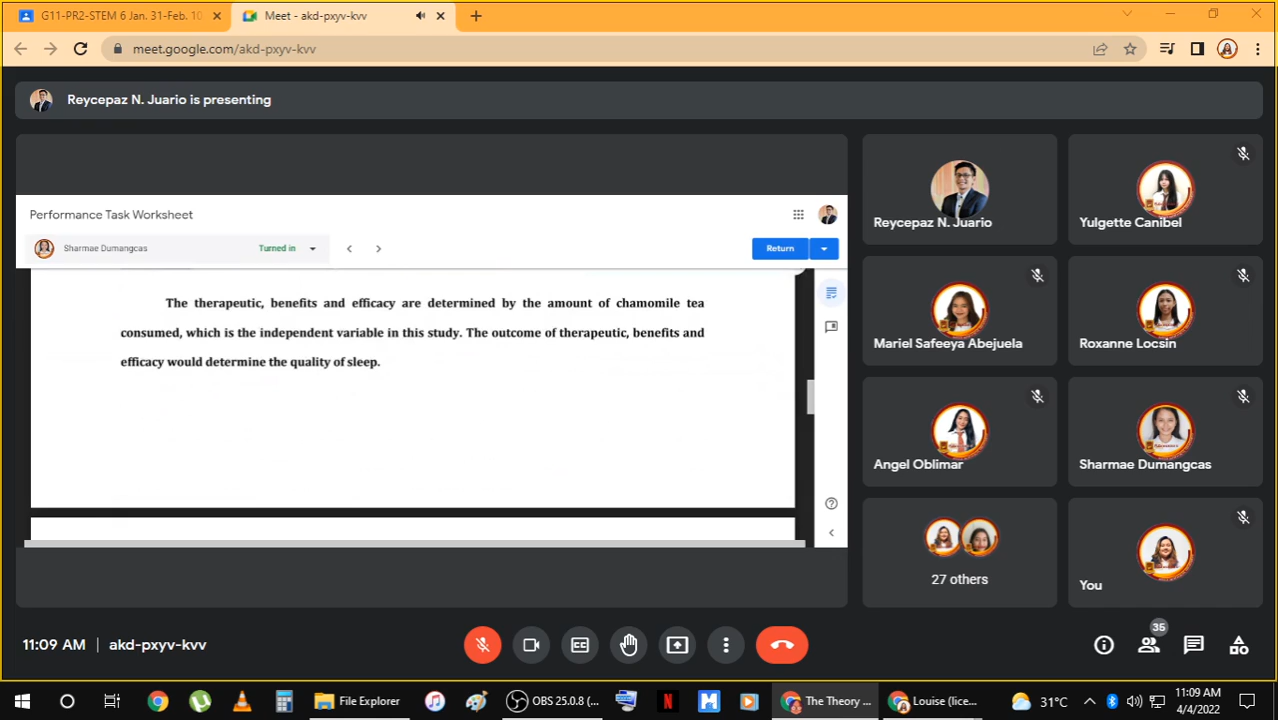 G11-PR2-STEM 6 Jan. 31-Feb. 10
Meet - akd-pxyv-kvv
meet.google.com/akd-pxyv-kvv
Reycepaz N. Juario is presenting
Performance Task Worksheet
Sharmae Dumangcas
Turned in
Return
The therapeutic, benefits and efficacy are determined by the amount of chamomile tea
consumed, which is the independent variable in this study. The outcome of therapeutic, benefits and
efficacy would determine the quality of sleep.
Reycepaz N. Juario
Yulgette Canibel
Mariel Safeeya Abejuela
Roxanne Locsin
Angel Oblimar
Sharmae Dumangcas
27 others
You
11:09 AM | akd-pxyv-kvv
35
File Explorer
OBS 25.0.8 (...
The Theory ...
Louise (lice...
31°C
11:09 AM
4/4/2022